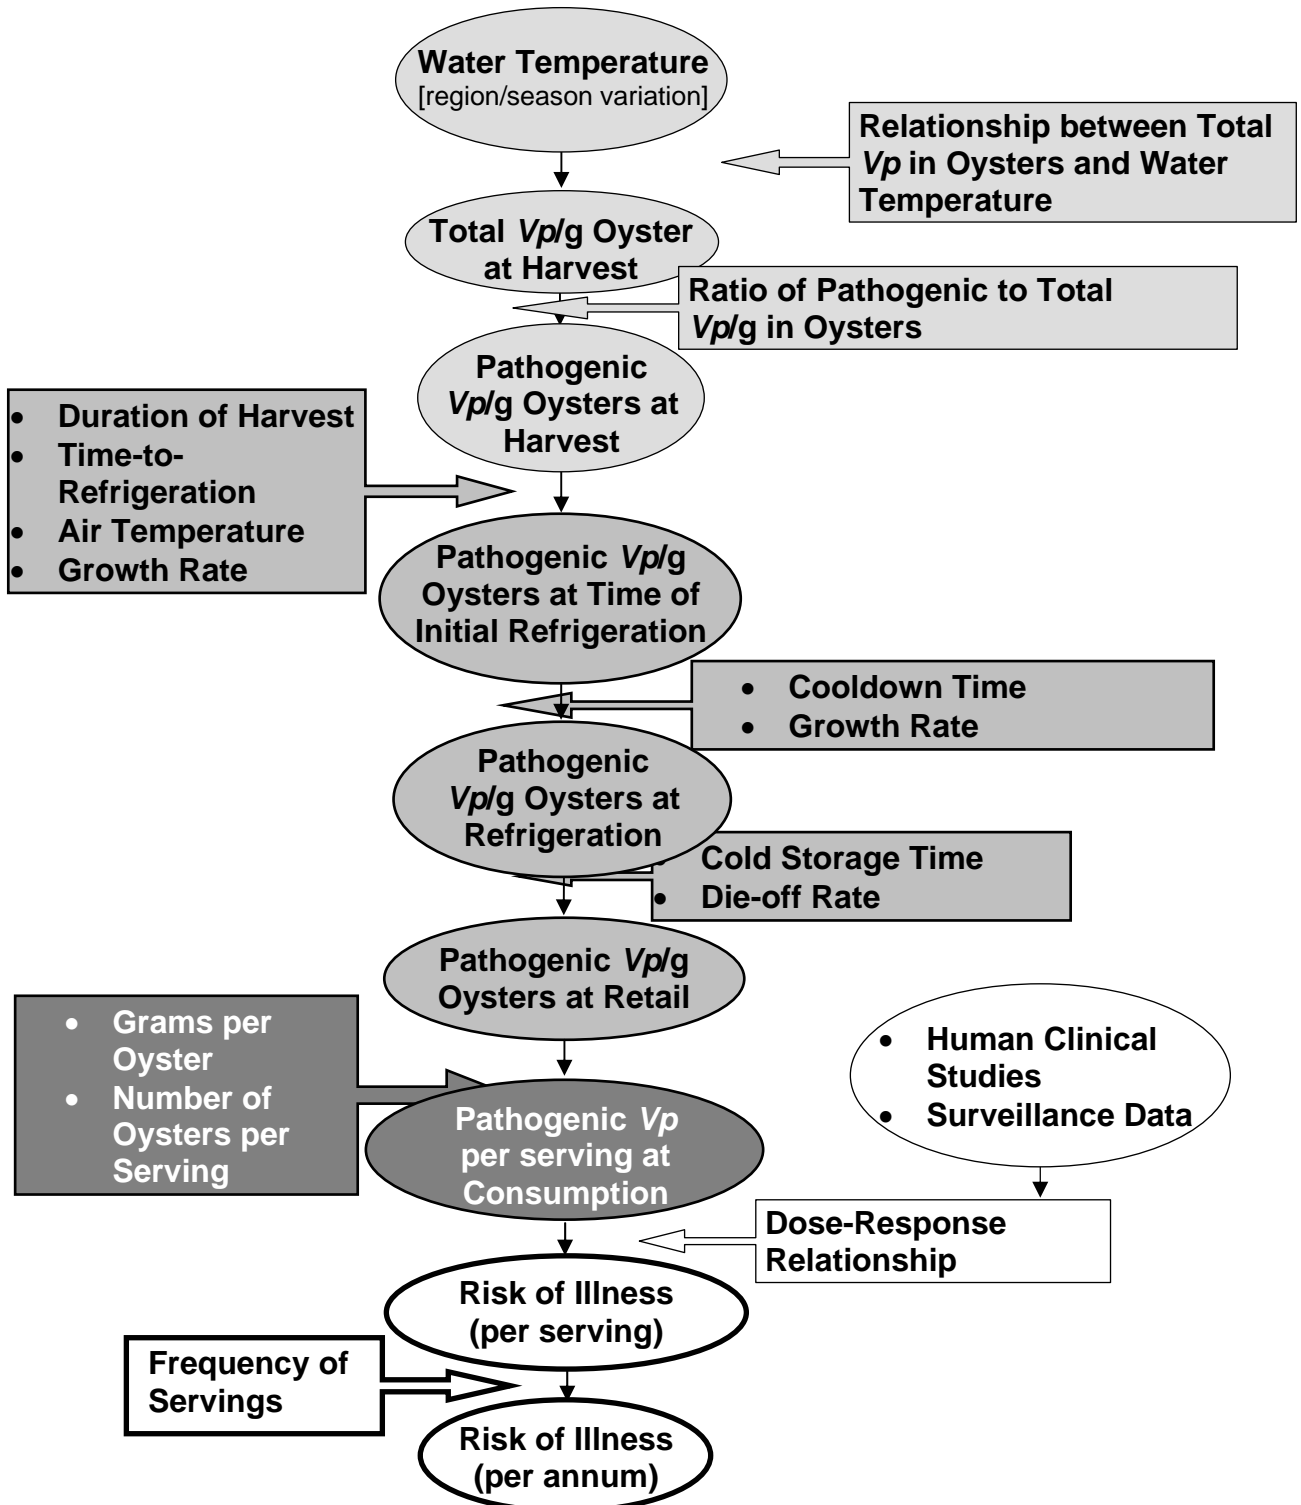 Water Temperature
[region/season variation]
Relationship between Total
Vp in Oysters and Water
Temperature
Total Vp/g Oyster
at Harvest
Ratio of Pathogenic to Total
Vp/g in Oysters
Pathogenic
Vp/g Oysters at
Harvest
• Duration of Harvest
• Time-to-
Refrigeration
• Air Temperature
• Growth Rate
Pathogenic Vp/g
Oysters at Time of
Initial Refrigeration
• Cooldown Time
• Growth Rate
Pathogenic
Vp/g Oysters at
Refrigeration
• Cold Storage Time
• Die-off Rate
Pathogenic Vp/g
Oysters at Retail
• Grams per
Oyster
• Number of
Oysters per
Serving
• Human Clinical
Studies
• Surveillance Data
Pathogenic Vp
per serving at
Consumption
Dose-Response
Relationship
Risk of Illness
(per serving)
Frequency of
Servings
Risk of Illness
(per annum)